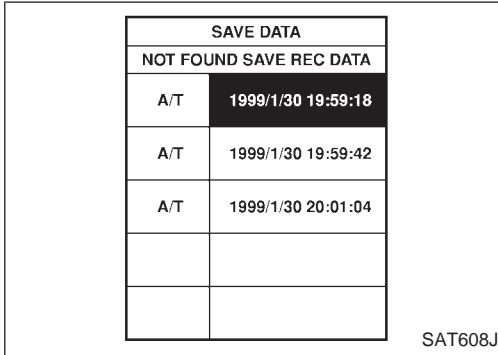 SAVE DATA
NOT FOUND SAVE REC DATA
A/T 1999/1/30 19:59:18
A/T 1999/1/30 19:59:42
A/T 1999/1/30 20:01:04
SAT608J